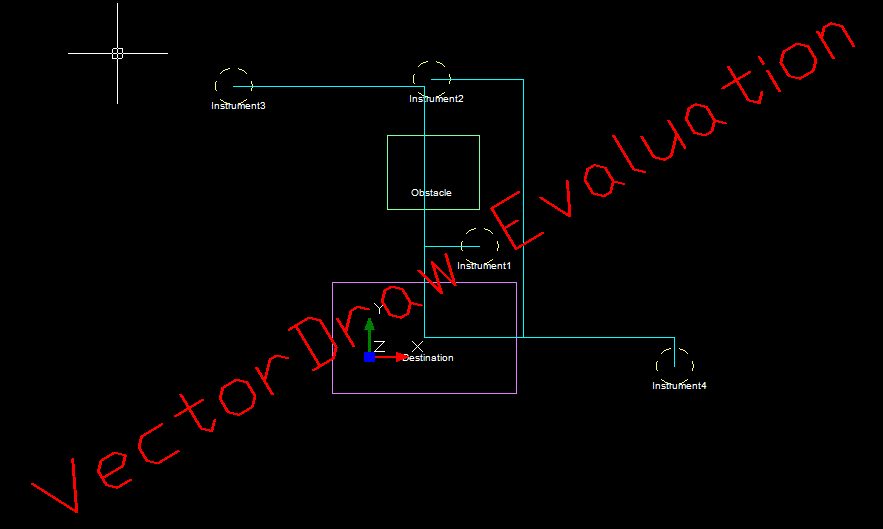 Instrument3
Instrument2
Obstacle
Instrument1
Y
Z
X
Destination
Instrument4
VectorDraw Evaluation